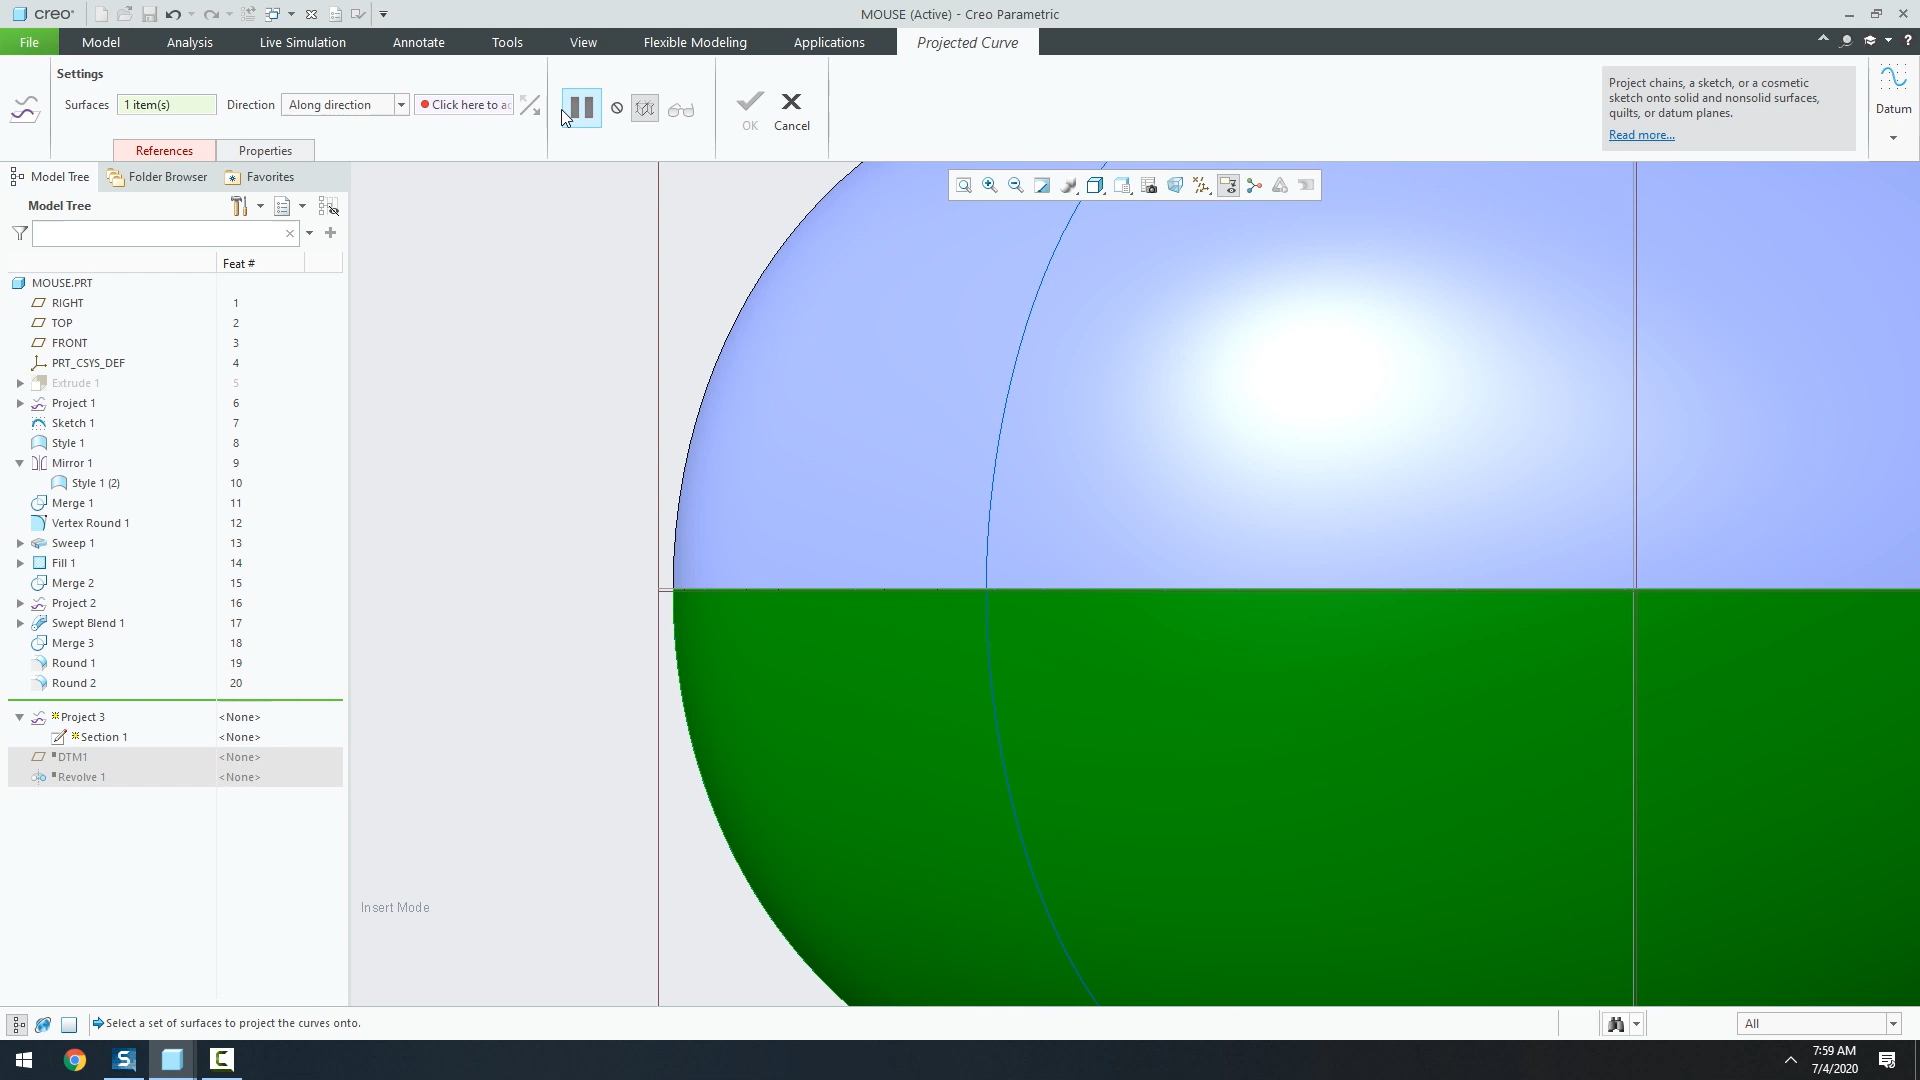 creo
MOUSE (Active) - Creo Parametric
File
Model
Analysis
Live Simulation
Annotate
Tools
View
Flexible Modeling
Applications
Projected Curve
Settings
Surfaces
1 item(s)
Direction
Along direction
Click here to ac
References
Properties
OK
Cancel
Project chains, a sketch, or a cosmetic
sketch onto solid and nonsolid surfaces,
quilts, or datum planes.
Read more...
Datum
Model Tree
Folder Browser
Favorites
Model Tree
Feat #
MOUSE.PRT
RIGHT 1
TOP 2
FRONT 3
PRT_CSYS_DEF 4
Extrude 1 5
Project 1 6
Sketch 1 7
Style 1 8
Mirror 1 9
Style 1 (2) 10
Merge 1 11
Vertex Round 1 12
Sweep 1 13
Fill 1 14
Merge 2 15
Project 2 16
Swept Blend 1 17
Merge 3 18
Round 1 19
Round 2 20
Project 3 <None>
Section 1 <None>
DTM1 <None>
Revolve 1 <None>
Insert Mode
Select a set of surfaces to project the curves onto.
All
7:59 AM
7/4/2020